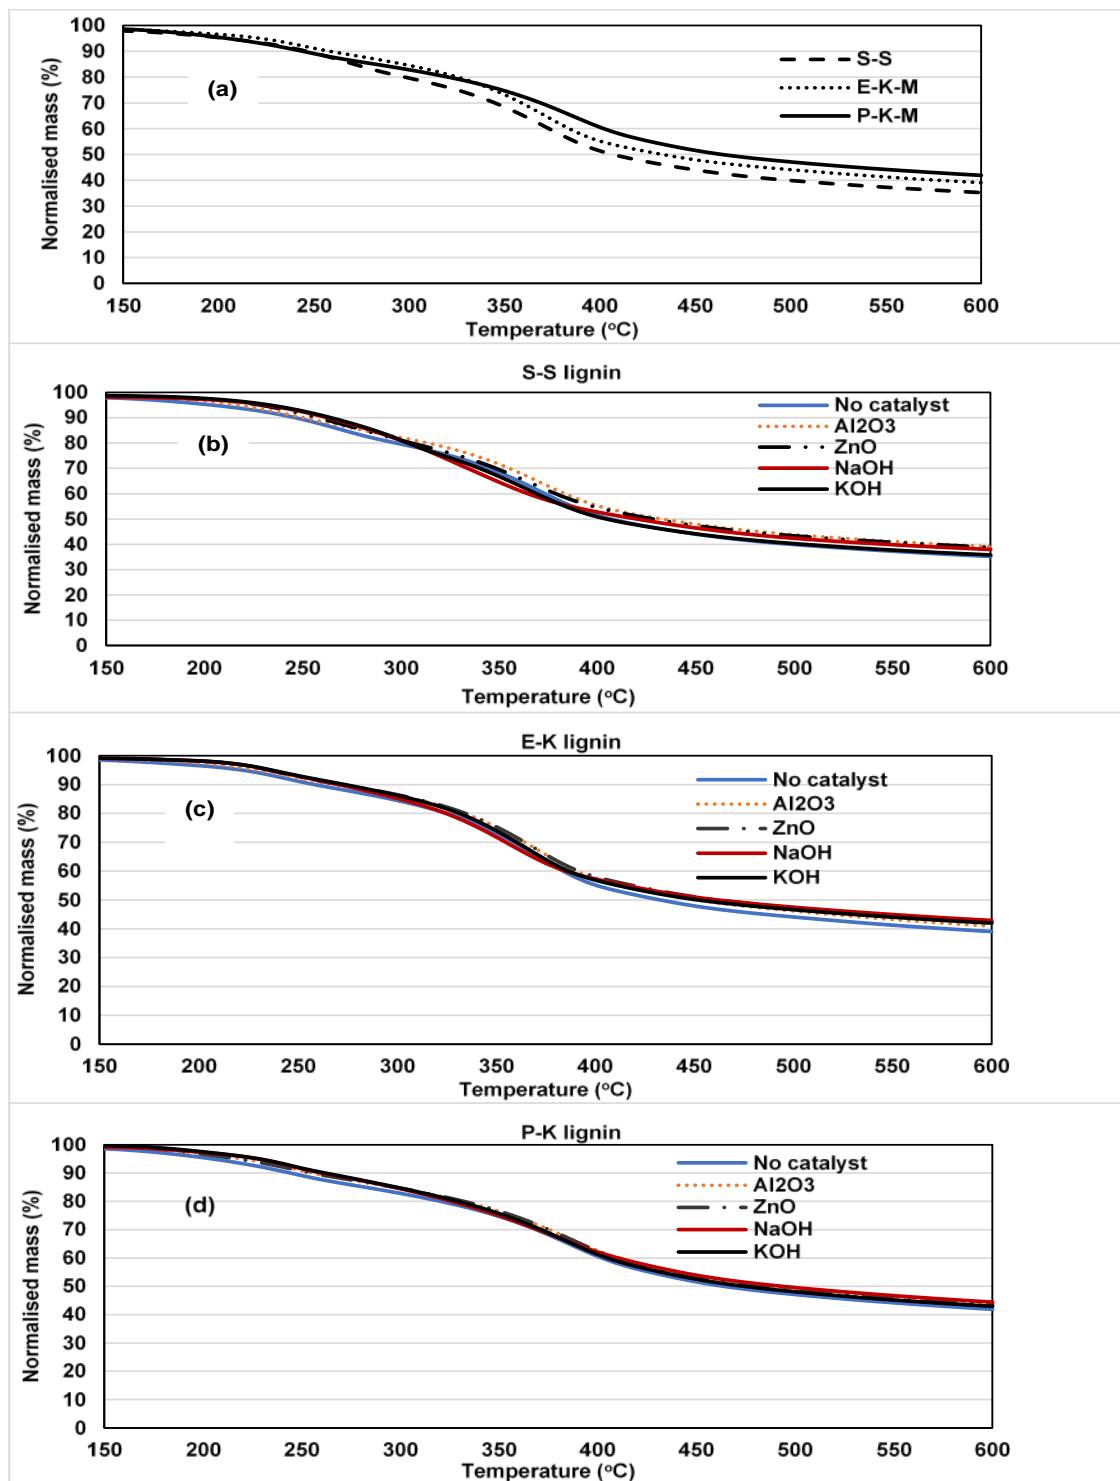 (a)
S-S
E-K-M
P-K-M
Normalised mass (%)
100
90
80
70
60
50
40
30
20
10
0
150 200 250 300 350 400 450 500 550 600
Temperature (°C)
S-S lignin
(b)
No catalyst
Al2O3
ZnO
NaOH
KOH
Normalised mass (%)
100
90
80
70
60
50
40
30
20
10
0
150 200 250 300 350 400 450 500 550 600
Temperature (°C)
E-K lignin
(c)
No catalyst
Al2O3
ZnO
NaOH
KOH
Normalised mass (%)
100
90
80
70
60
50
40
30
20
10
0
150 200 250 300 350 400 450 500 550 600
Temperature (°C)
P-K lignin
(d)
No catalyst
Al2O3
ZnO
NaOH
KOH
Normalised mass (%)
100
90
80
70
60
50
40
30
20
10
0
150 200 250 300 350 400 450 500 550 600
Temperature (°C)